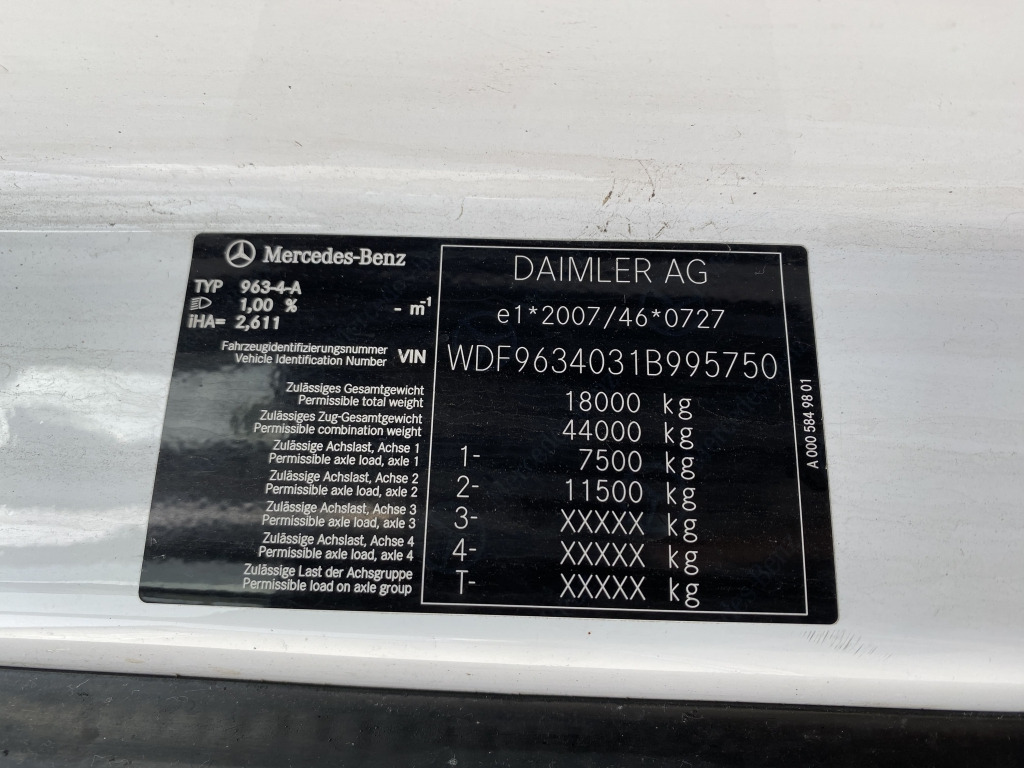 Mercedes-Benz
TYP 963-4-A
1,00 % - m-1
iHA= 2,611
DAIMLER AG
e1*2007/46*0727
Fahrzeugidentifizierungsnummer
Vehicle Identification Number VIN WDF9634031B995750
Zulässiges Gesamtgewicht
Permissible total weight 18000 kg
Zulässiges Zug-Gesamtgewicht
Permissible combination weight 44000 kg
Zulässige Achslast, Achse 1
Permissible axle load, axle 1 1- 7500 kg
Zulässige Achslast, Achse 2
Permissible axle load, axle 2 2- 11500 kg
Zulässige Achslast, Achse 3
Permissible axle load, axle 3 3- XXXXX kg
Zulässige Achslast, Achse 4
Permissible axle load, axle 4 4- XXXXX kg
Zulässige Last der Achsgruppe
Permissible load on axle group T- XXXXX kg
A 000 584 98 01